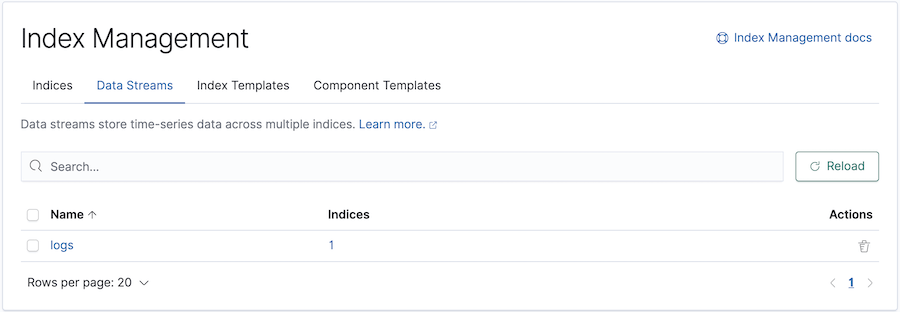 Index Management
Index Management docs
Indices Data Streams Index Templates Component Templates
Data streams store time-series data across multiple indices. Learn more.
Search...
Reload
Name Indices Actions
logs 1
Rows per page: 20
1